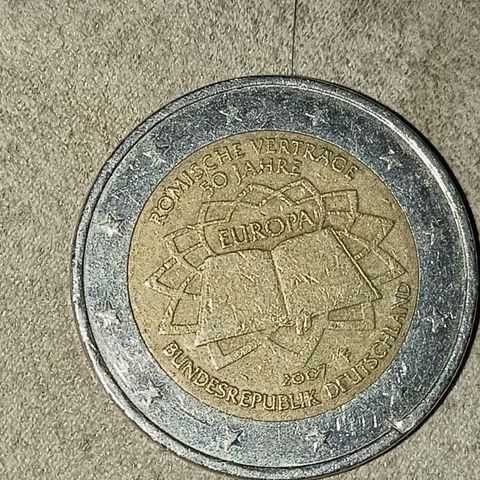 RÖMISCHE VERTRÄGE
50 JAHRE
EUROPA
2007 F
BUNDESREPUBLIK DEUTSCHLAND